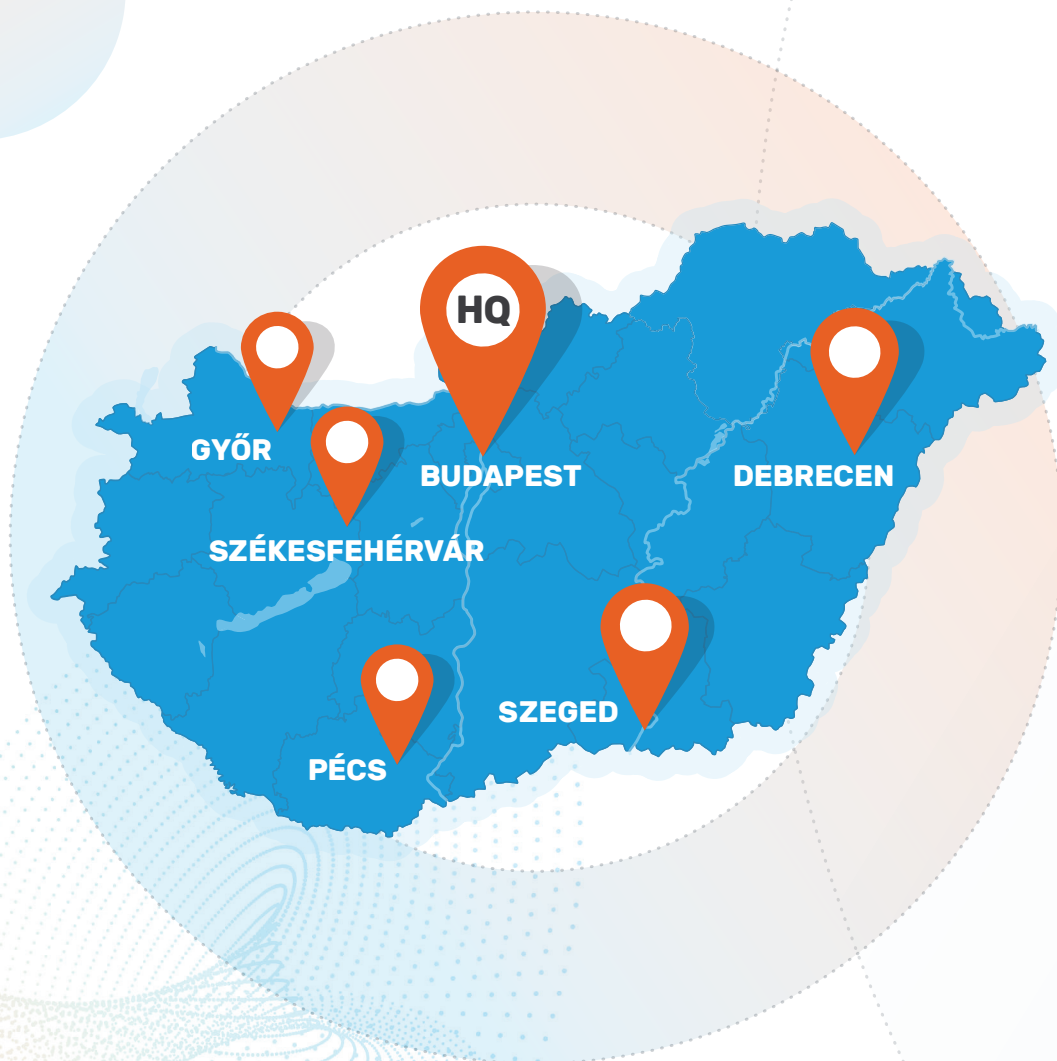 HQ
GYŐR
BUDAPEST
DEBRECEN
SZÉKESFEHÉRVÁR
SZEGED
PÉCS